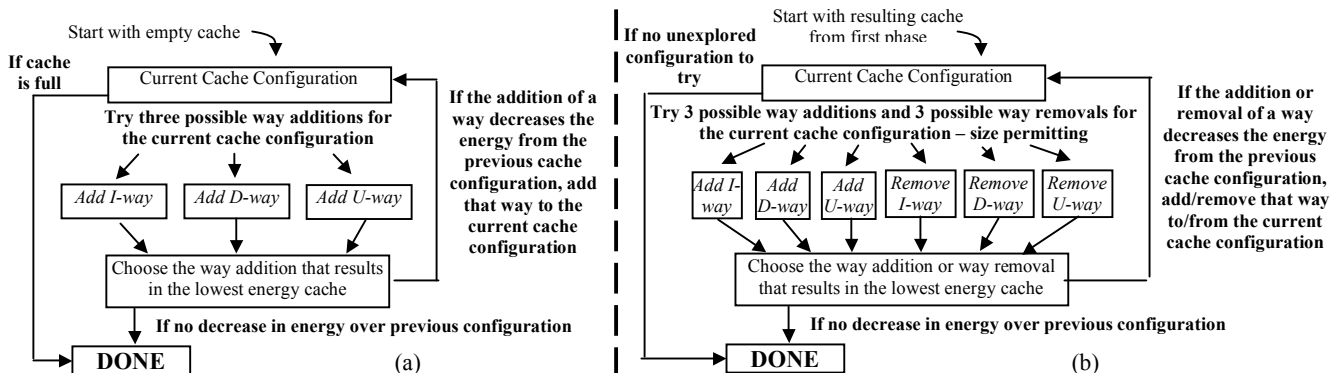 Start with empty cache
If cache
is full
Current Cache Configuration
Try three possible way additions for
the current cache configuration
Add I-way
Add D-way
Add U-way
Choose the way addition that results
in the lowest energy cache
If the addition of a
way decreases the
energy from the
previous cache
configuration, add
that way to the
current cache
configuration
If no decrease in energy over previous configuration
DONE
(a)
Start with resulting cache
from first phase
If no unexplored
configuration to
try
Current Cache Configuration
Try 3 possible way additions and 3 possible way removals for
the current cache configuration – size permitting
Add I-
way
Add
D-way
Add
U-way
Remove
I-way
Remove
D-way
Remove
U-way
Choose the way addition or way removal
that results in the lowest energy cache
If the addition or
removal of a way
decreases the energy
from the previous
cache configuration,
add/remove that way
to/from the current
cache configuration
If no decrease in energy over previous configuration
DONE
(b)